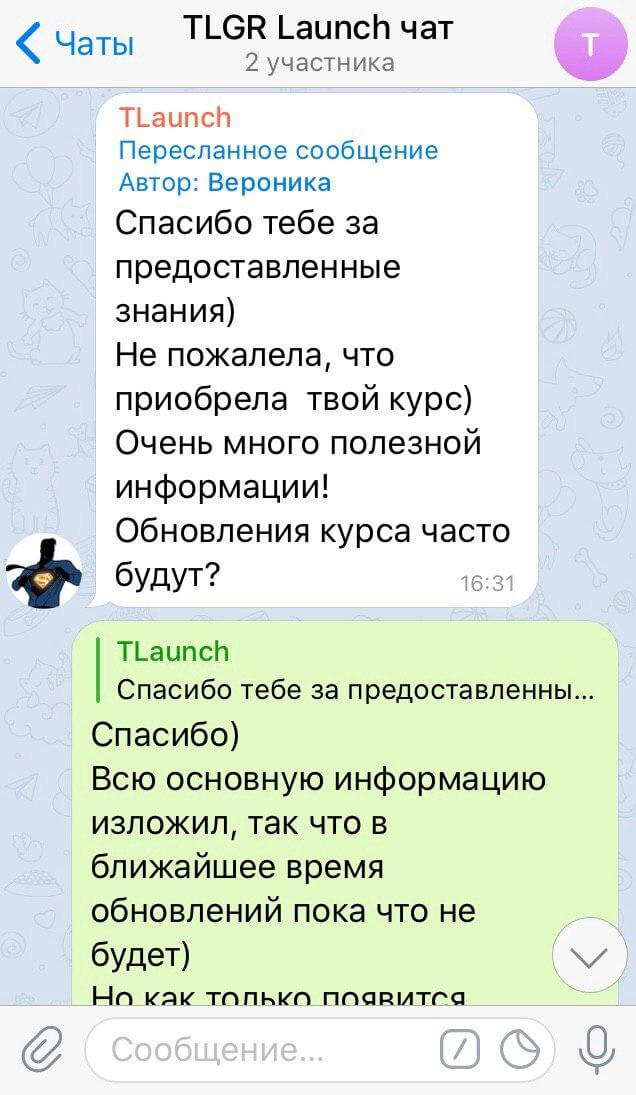 Чаты
TLGR Launch чат
2 участника
T
TLaunch
Пересланное сообщение
Автор: Вероника
Спасибо тебе за
предоставленные
знания)
Не пожалела, что
приобрела твой курс)
Очень много полезной
информации!
Обновления курса часто
будут?
16:31
TLaunch
Спасибо тебе за предоставленны...
Спасибо)
Всю основную информацию
изложил, так что в
ближайшее время
обновлений пока что не
будет)
Но как только появится
Сообщение...